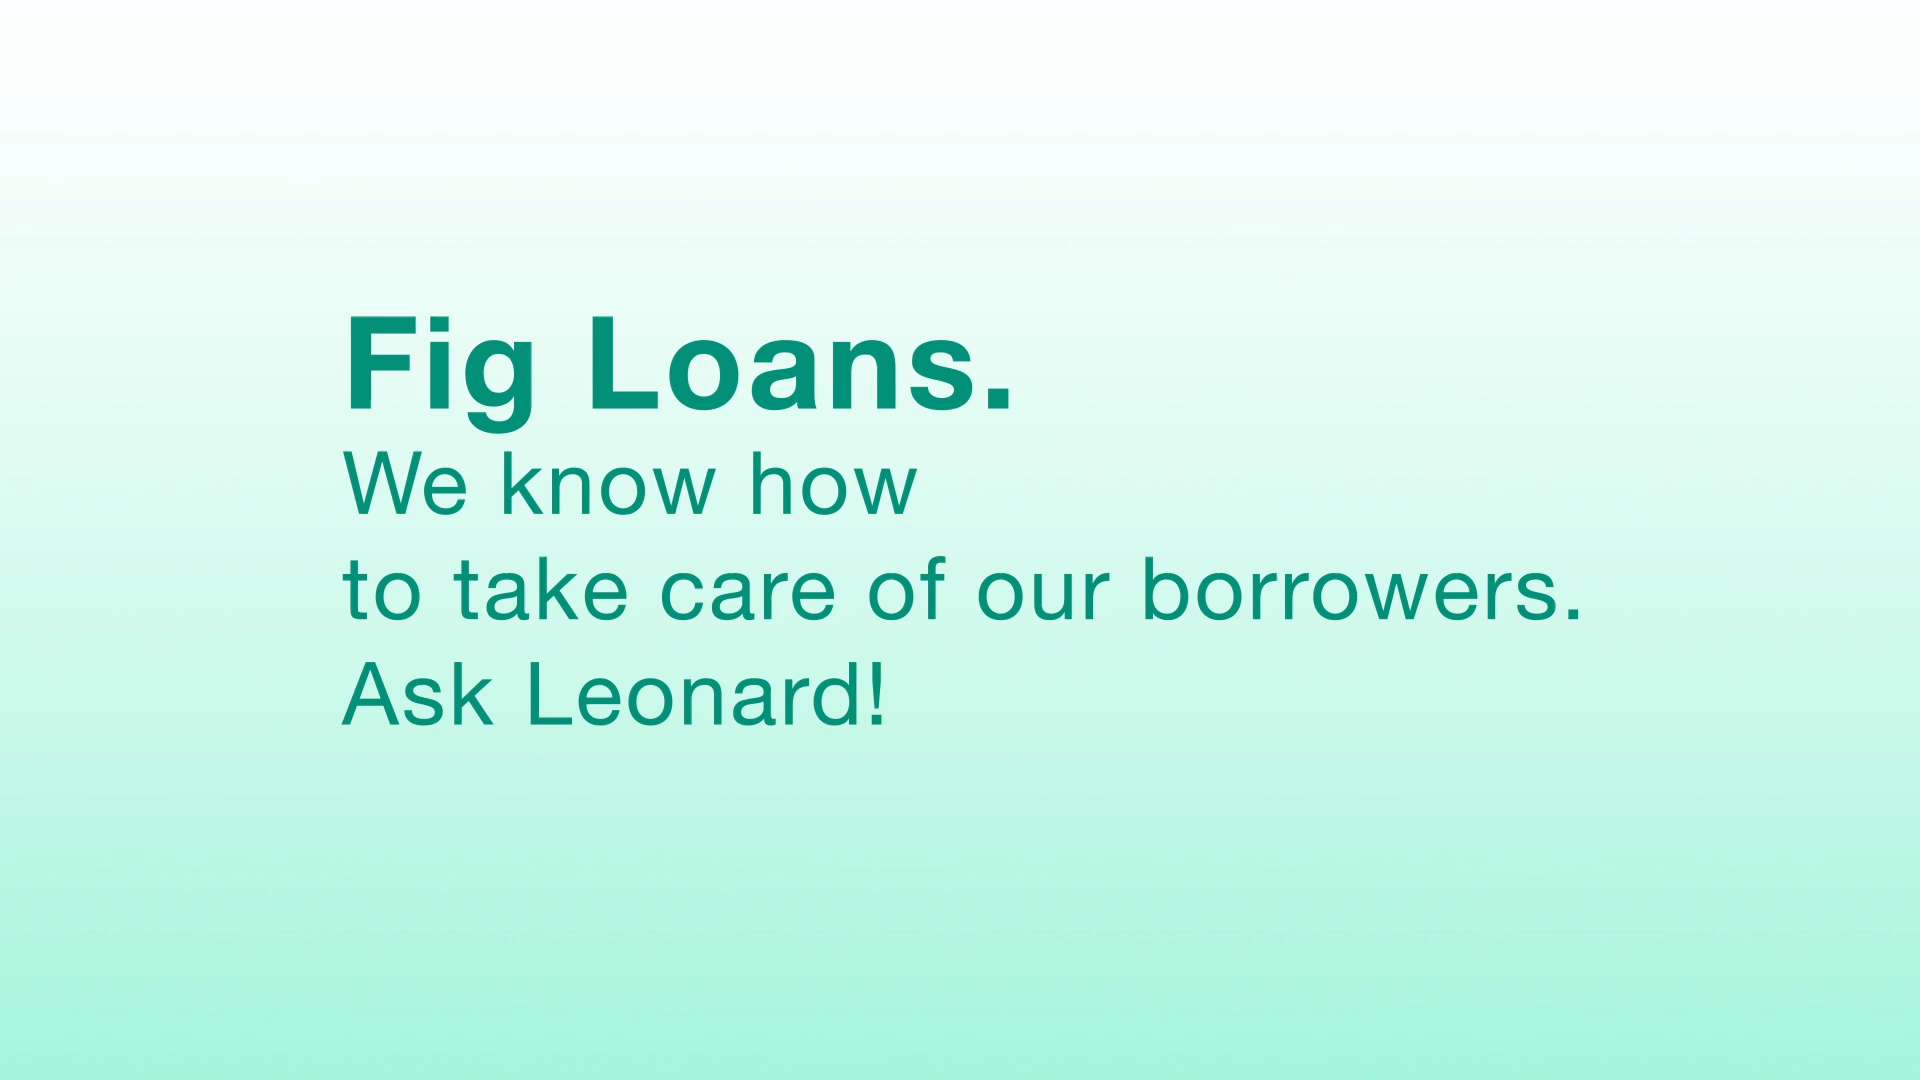 Fig Loans.
We know how
to take care of our borrowers.
Ask Leonard!